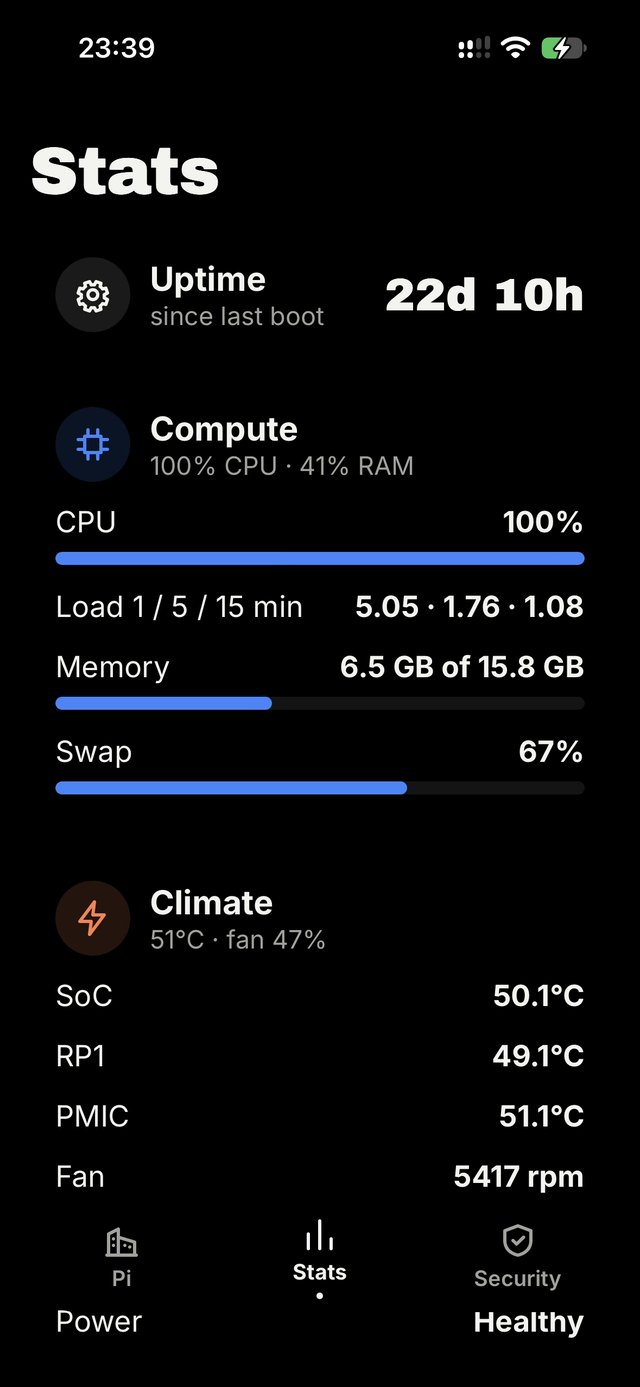 23:39
Stats
Uptime
since last boot
22d 10h
Compute
100% CPU · 41% RAM
CPU 100%
Load 1 / 5 / 15 min 5.05 · 1.76 · 1.08
Memory 6.5 GB of 15.8 GB
Swap 67%
Climate
51°C · fan 47%
SoC 50.1°C
RP1 49.1°C
PMIC 51.1°C
Fan 5417 rpm
Pi Stats Security
Power Healthy